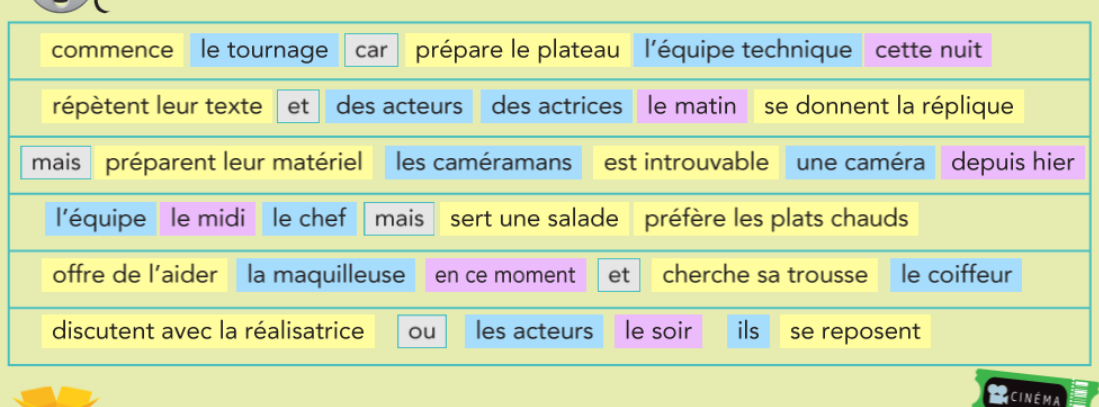 commence le tournage car prépare le plateau l'équipe technique cette nuit
répètent leur texte et des acteurs des actrices le matin se donnent la réplique
mais préparent leur matériel les caméramans est introuvable une caméra depuis hier
l'équipe le midi le chef mais sert une salade préfère les plats chauds
offre de l'aider la maquilleuse en ce moment et cherche sa trousse le coiffeur
discutent avec la réalisatrice ou les acteurs le soir ils se reposent
CINÉMA